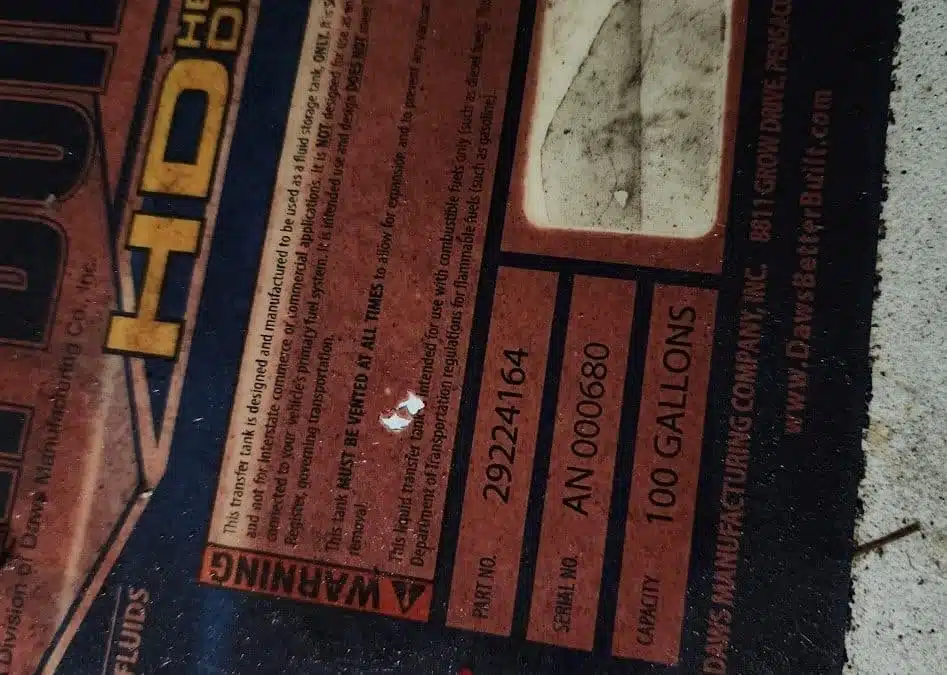 HD
A Division of Daws Manufacturing Co., Inc.
FLUIDS
WARNING
This transfer tank is designed and manufactured to be used as a fluid storage tank, ONLY. It is
and not for interstate commerce or commercial applications. It is NOT designed for use as an
connected to your vehicle's primary fuel system. It is intended use and design DOES NOT meet
Register, governing transportation.
This tank MUST BE VENTED AT ALL TIMES to allow for expansion, and to prevent any
removal.
This liquid transfer tank intended for use with combustible fuels only (such as diesel fuel).
Department of Transportation regulations for flammable fuels (such as gasoline).
PART NO. 29224164
SERIAL NO. AN 000680
CAPACITY 100 GALLONS
DAWS MANUFACTURING COMPANY, INC. 8811 GROW DRIVE,
www.DawsBetterBuilt.com